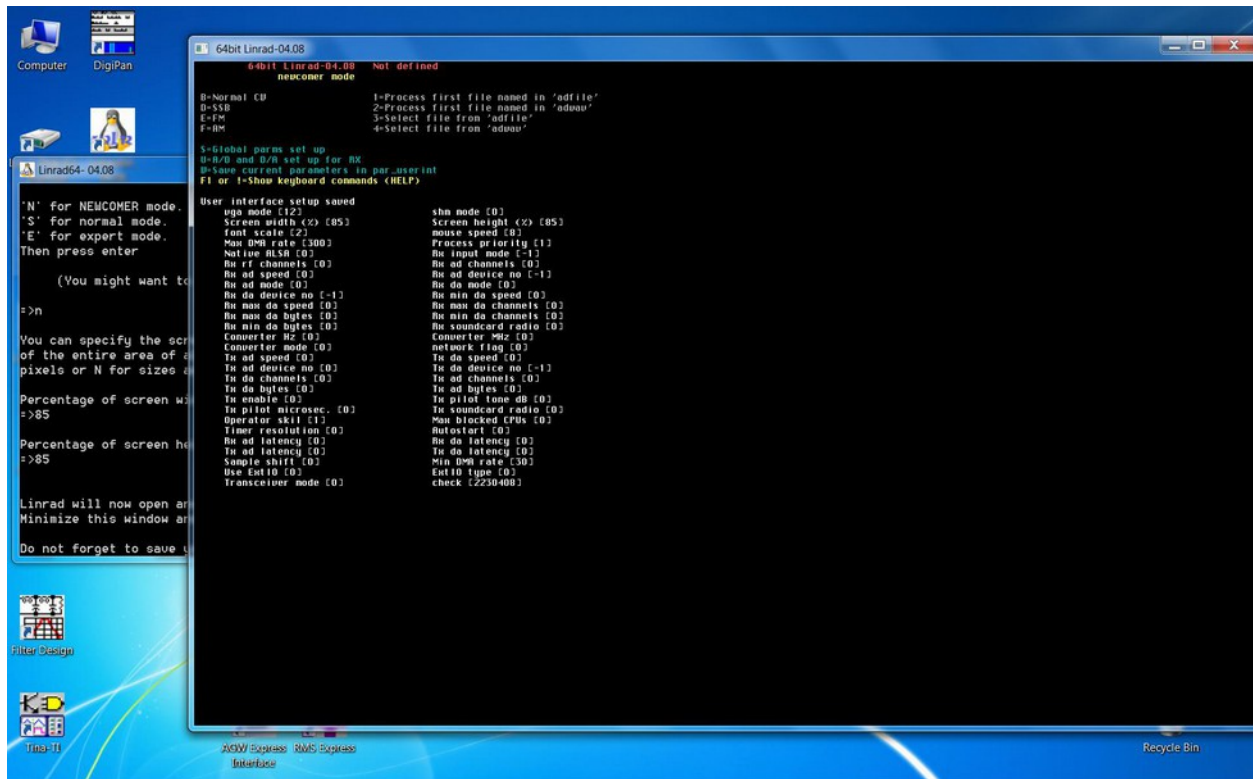 Computer
DigiPan
64bit Linrad-04.08
64bit Linrad-04.08 Not defined
newcomer mode
B=Normal CW 1=Process first file named in 'adfile'
D=SSB 2=Process first file named in 'adwav'
E=FM 3=Select file from 'adfile'
F=AM 4=Select file from 'adwav'
S=Global parms set up
U=A/D and D/A set up for RX
W=Save current parameters in par_userint
F1 or !=Show keyboard commands (HELP)
User interface setup saved
vga mode [12] shm mode [0]
Screen width (%) [85] Screen height (%) [85]
font scale [2] mouse speed [8]
Max DMA rate [300] Process priority [1]
Native ALSA [0] Rx input mode [-1]
Rx rf channels [0] Rx ad channels [0]
Rx ad speed [0] Rx ad device no [-1]
Rx ad mode [0] Rx da mode [0]
Rx da device no [-1] Rx min da speed [0]
Rx max da speed [0] Rx max da channels [0]
Rx max da bytes [0] Rx min da channels [0]
Rx min da bytes [0] Rx soundcard radio [0]
Converter Hz [0] Converter MHz [0]
Converter mode [0] network flag [0]
Tx ad speed [0] Tx da speed [0]
Tx ad device no [0] Tx da device no [-1]
Tx da channels [0] Tx ad channels [0]
Tx da bytes [0] Tx ad bytes [0]
Tx enable [0] Tx pilot tone dB [0]
Tx pilot microsec. [0] Tx soundcard radio [0]
Operator skil [1] Max blocked CPUs [0]
Timer resolution [0] Autostart [0]
Rx ad latency [0] Rx da latency [0]
Tx ad latency [0] Tx da latency [0]
Sample shift [0] Min DMA rate [30]
Use ExtIO [0] ExtIO type [0]
Transceiver mode [0] check [2230408]
Linrad64- 04.08
'N' for NEWCOMER mode.
'S' for normal mode.
'E' for expert mode.
Then press enter
(You might want to
=>n
You can specify the scr
of the entire area of a
pixels or N for sizes a
Percentage of screen wi
=>85
Percentage of screen he
=>85
Linrad will now open an
Minimize this window an
Do not forget to save y
Filter Design
Tina-TI
AGW Express Interface
RMS Express
Recycle Bin